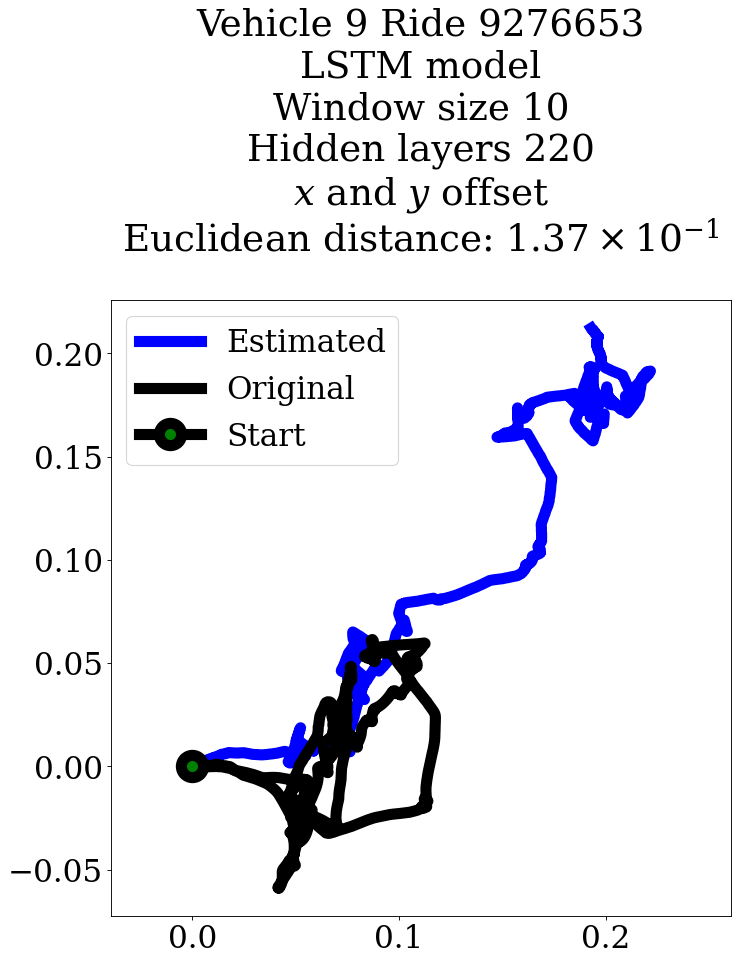 Vehicle 9 Ride 9276653
LSTM model
Window size 10
Hidden layers 220
x and y offset
Euclidean distance: 1.37 × 10⁻¹
Estimated
Original
Start
0.20
0.15
0.10
0.05
0.00
−0.05
0.0 0.1 0.2